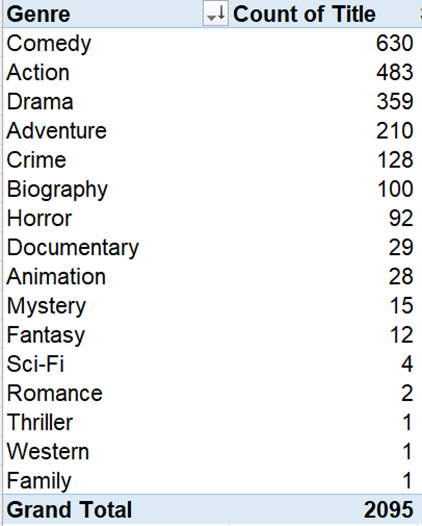 Genre Count of Title
Comedy 630
Action 483
Drama 359
Adventure 210
Crime 128
Biography 100
Horror 92
Documentary 29
Animation 28
Mystery 15
Fantasy 12
Sci-Fi 4
Romance 2
Thriller 1
Western 1
Family 1
Grand Total 2095